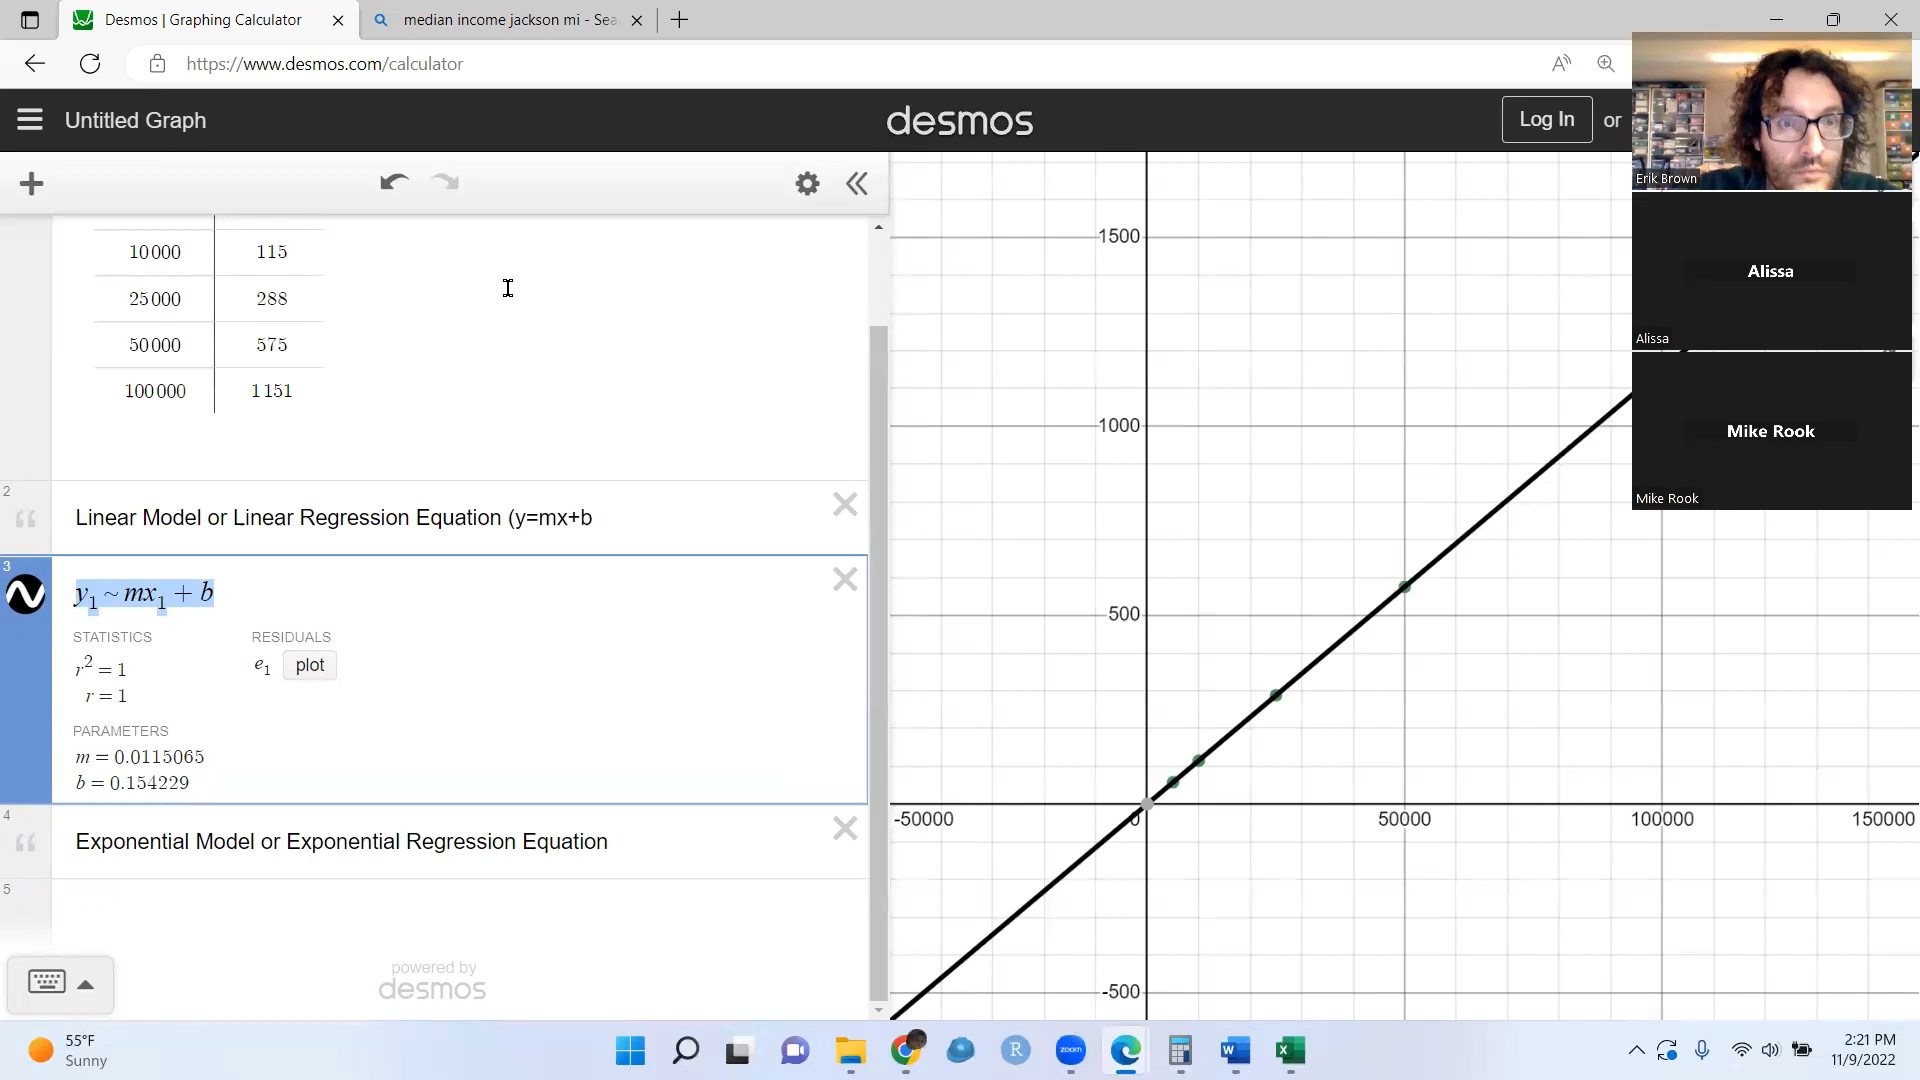 Desmos | Graphing Calculator
median income jackson mi - Sea
https://www.desmos.com/calculator
Untitled Graph
desmos
Log In
or
10000 115
25000 288
50000 575
100000 1151
2
Linear Model or Linear Regression Equation (y=mx+b
3
y₁ ~ mx₁ + b
STATISTICS
RESIDUALS
r² = 1
e₁
plot
r = 1
PARAMETERS
m = 0.0115065
b = 0.154229
4
Exponential Model or Exponential Regression Equation
5
powered by
desmos
1500
1000
500
-50000
0
50000
100000
150000
-500
Erik Brown
Alissa
Alissa
Mike Rook
Mike Rook
55°F
Sunny
zoom
R
W
X
2:21 PM
11/9/2022